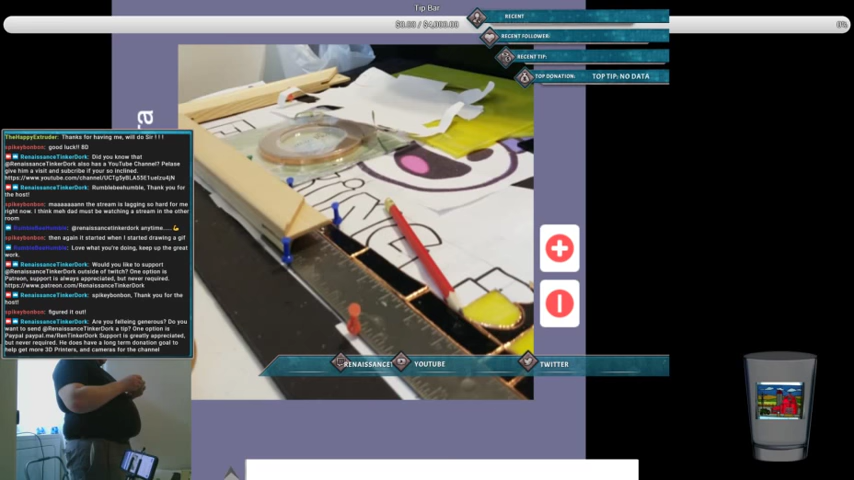 Tip Bar
$0.00 / $4,000.00
0%
RECENT
RECENT FOLLOWER:
RECENT TIP:
TOP DONATION: TOP TIP: NO DATA
ra
TheHappyExtruder: Thanks for having me, will do Sir ! ! !
spikeybonbon: good luck!! 8D
RenaissanceTinkerDork: Did you know that
@RenaissanceTinkerDork also has a YouTube Channel? Please
give him a visit and subcribe if your so inclined.
RenaissanceTinkerDork: Rumblebeehumble, Thank you for
the host!
spikeybonbon: maaaaaaann the stream is lagging so hard for me
right now. I think meh dad must be watching a stream in the other
room
RumbleBeeHumble: @renaissancetinkerdork anytime.....
spikeybonbon: then again it started when I started drawing a gif
RumbleBeeHumble: Love what you're doing, keep up the great
work.
RenaissanceTinkerDork: Would you like to support
@RenaissanceTinkerDork outside of twitch? One option is
Patreon, support is always appreciated, but never required.
https://www.patreon.com/RenaissanceTinkerDork
RenaissanceTinkerDork: spikeybonbon, Thank you for the
host!
spikeybonbon: figured it out!
RenaissanceTinkerDork: Are you felleing generous? Do you
want to send @RenaissanceTinkerDork a tip? One option is
Paypal paypal.me/RenTinkerDork Support is greatly appreciated,
but never required. He does have a long term donation goal to
help get more 3D Printers, and cameras for the channel
RENAISSANCET
YOUTUBE
TWITTER